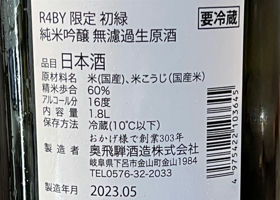 R4BY 限定 初緑
要冷蔵
純米吟醸 無濾過生原酒
品目 日本酒
原材料名 米(国産)、米こうじ(国産米)
精米歩合 60%
アルコール分 16度
内容量 1.8L
保存方法 冷蔵(10℃以下)
おかげ様で創業303年
製造者 奥飛騨酒造株式会社
岐阜県下呂市金山町金山1984
TEL0576-32-2033
製造年月 2023.05
4 975422 103645